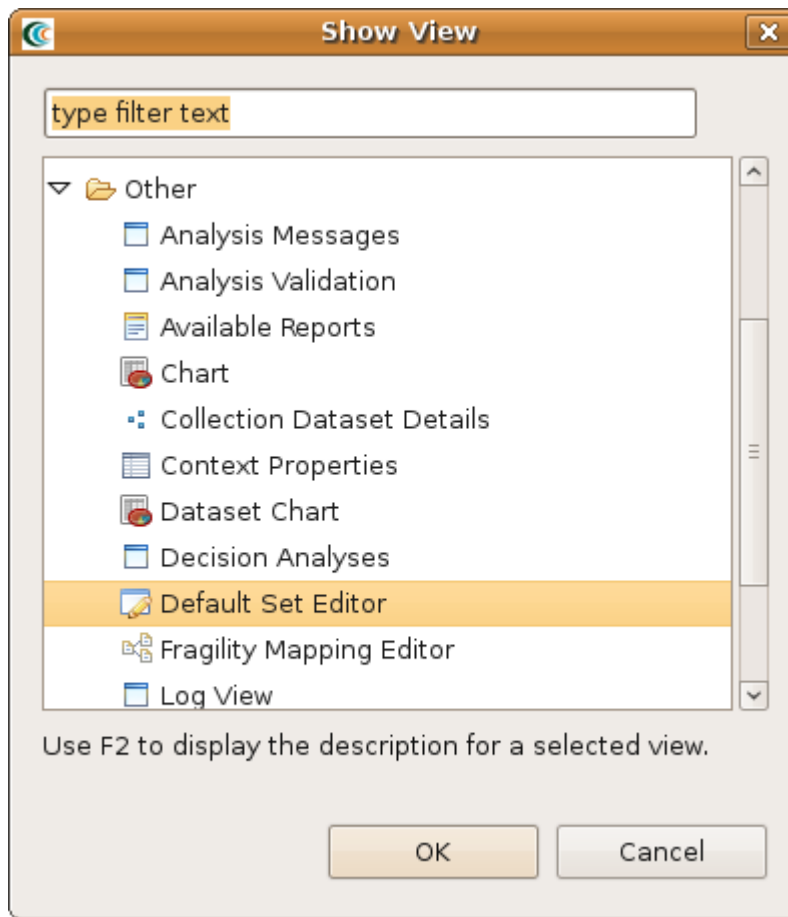 Show View
type filter text
Other
Analysis Messages
Analysis Validation
Available Reports
Chart
Collection Dataset Details
Context Properties
Dataset Chart
Decision Analyses
Default Set Editor
Fragility Mapping Editor
Log View
Use F2 to display the description for a selected view.
OK Cancel